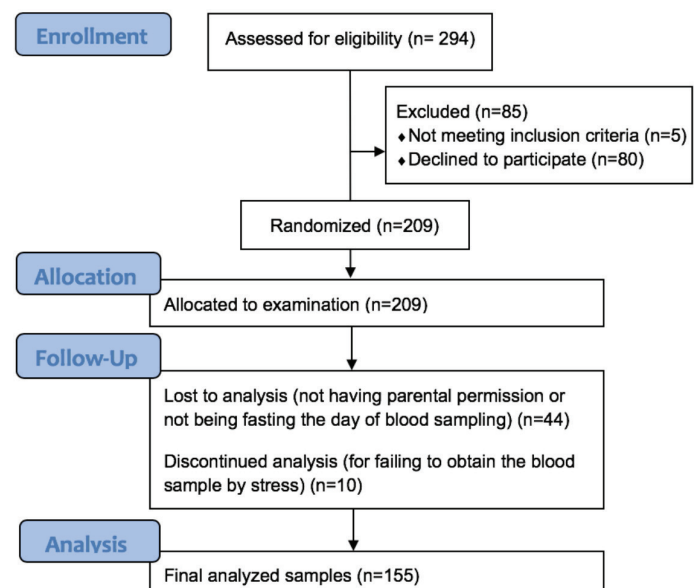 Enrollment
Assessed for eligibility (n= 294)
Excluded (n=85)
♦Not meeting inclusion criteria (n=5)
♦Declined to participate (n=80)
Randomized (n=209)
Allocation
Allocated to examination (n=209)
Follow-Up
Lost to analysis (not having parental permission or
not being fasting the day of blood sampling) (n=44)
Discontinued analysis (for failing to obtain the blood
sample by stress) (n=10)
Analysis
Final analyzed samples (n=155)